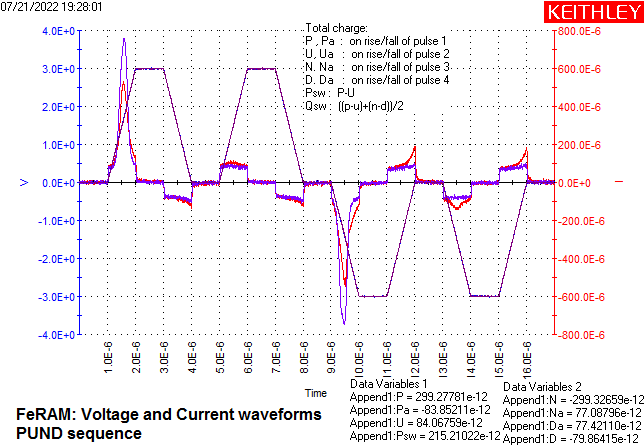 07/21/2022 19:28:01
KEITHLEY
Total charge:
P , Pa : on rise/fall of pulse 1
U, Ua : on rise/fall of pulse 2
N. Na : on rise/fall of pulse 3
D. Da : on rise/fall of pulse 4
Psw : P-U
Qsw : ((p-u)+(n-d))/2
4.0E+0
3.0E+0
2.0E+0
1.0E+0
0.0E+0
-1.0E+0
-2.0E+0
-3.0E+0
-4.0E+0
V
800.0E-6
600.0E-6
400.0E-6
200.0E-6
0.0E+0
-200.0E-6
-400.0E-6
-600.0E-6
-800.0E-6
I
1.0E-6
2.0E-6
3.0E-6
4.0E-6
5.0E-6
6.0E-6
7.0E-6
8.0E-6
9.0E-6
10.0E-6
11.0E-6
12.0E-6
13.0E-6
14.0E-6
15.0E-6
16.0E-6
Time
FeRAM: Voltage and Current waveforms
PUND sequence
Data Variables 1
Append1:P = 299.27781e-12
Append1:Pa = -83.85211e-12
Append1:U = 84.06759e-12
Append1:Psw = 215.21022e-12
Data Variables 2
Append1:N = -299.32659e-12
Append1:Na = 77.08796e-12
Append1:Da = 77.42110e-12
Append1:D = -79.86415e-12